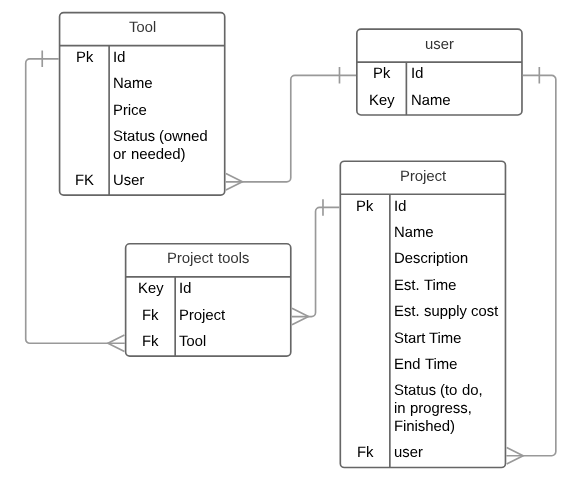 Tool
Pk Id
Name
Price
Status (owned
or needed)
FK User
user
Pk Id
Key Name
Project
Pk Id
Name
Description
Est. Time
Est. supply cost
Start Time
End Time
Status (to do,
in progress,
Finished)
Fk user
Project tools
Key Id
Fk Project
Fk Tool